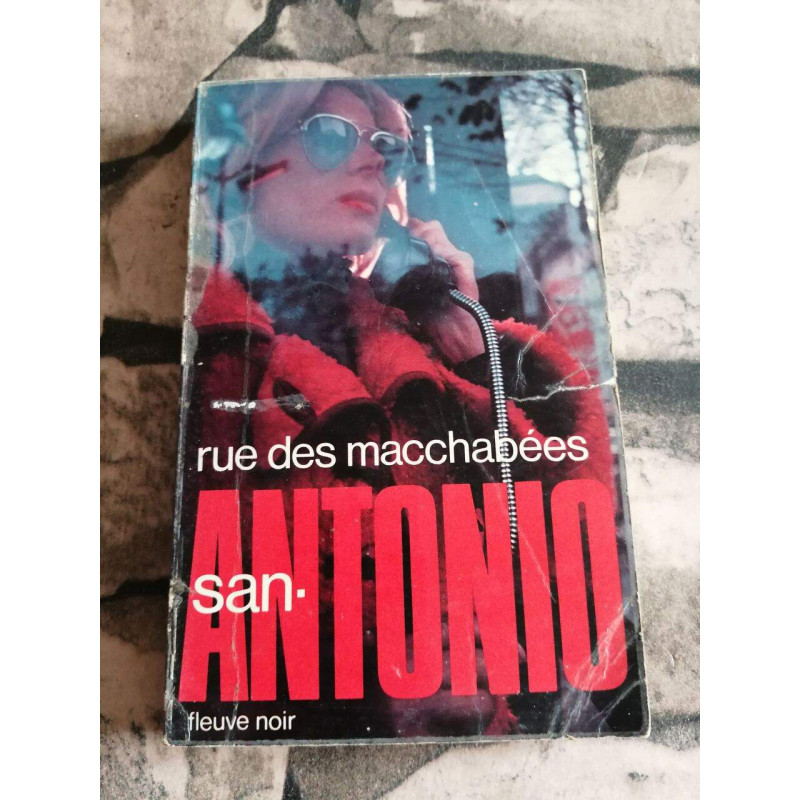 rue des macchabées
san-
ANTONIO
fleuve noir